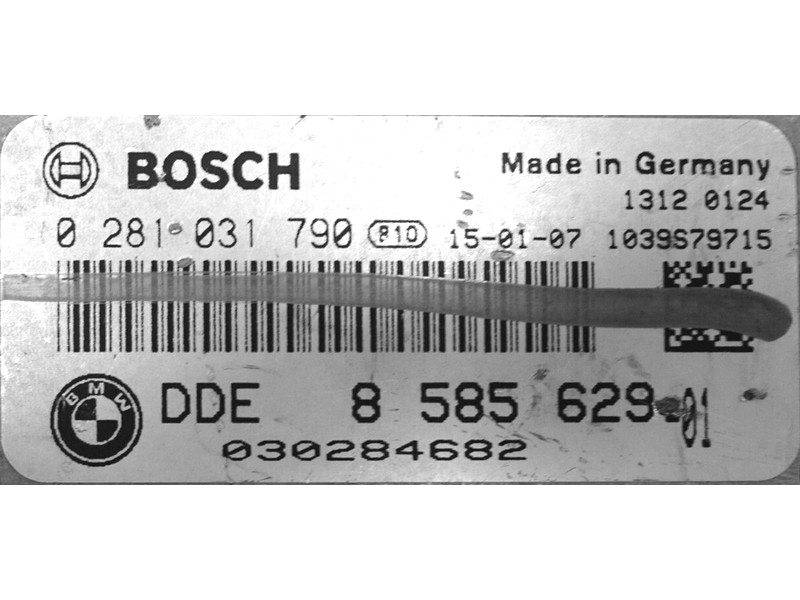 BOSCH
Made in Germany
1312 0124
0 281 031 790 P10 15-01-07 1039S79715
BMW
DDE 8 585 629-01
030284682